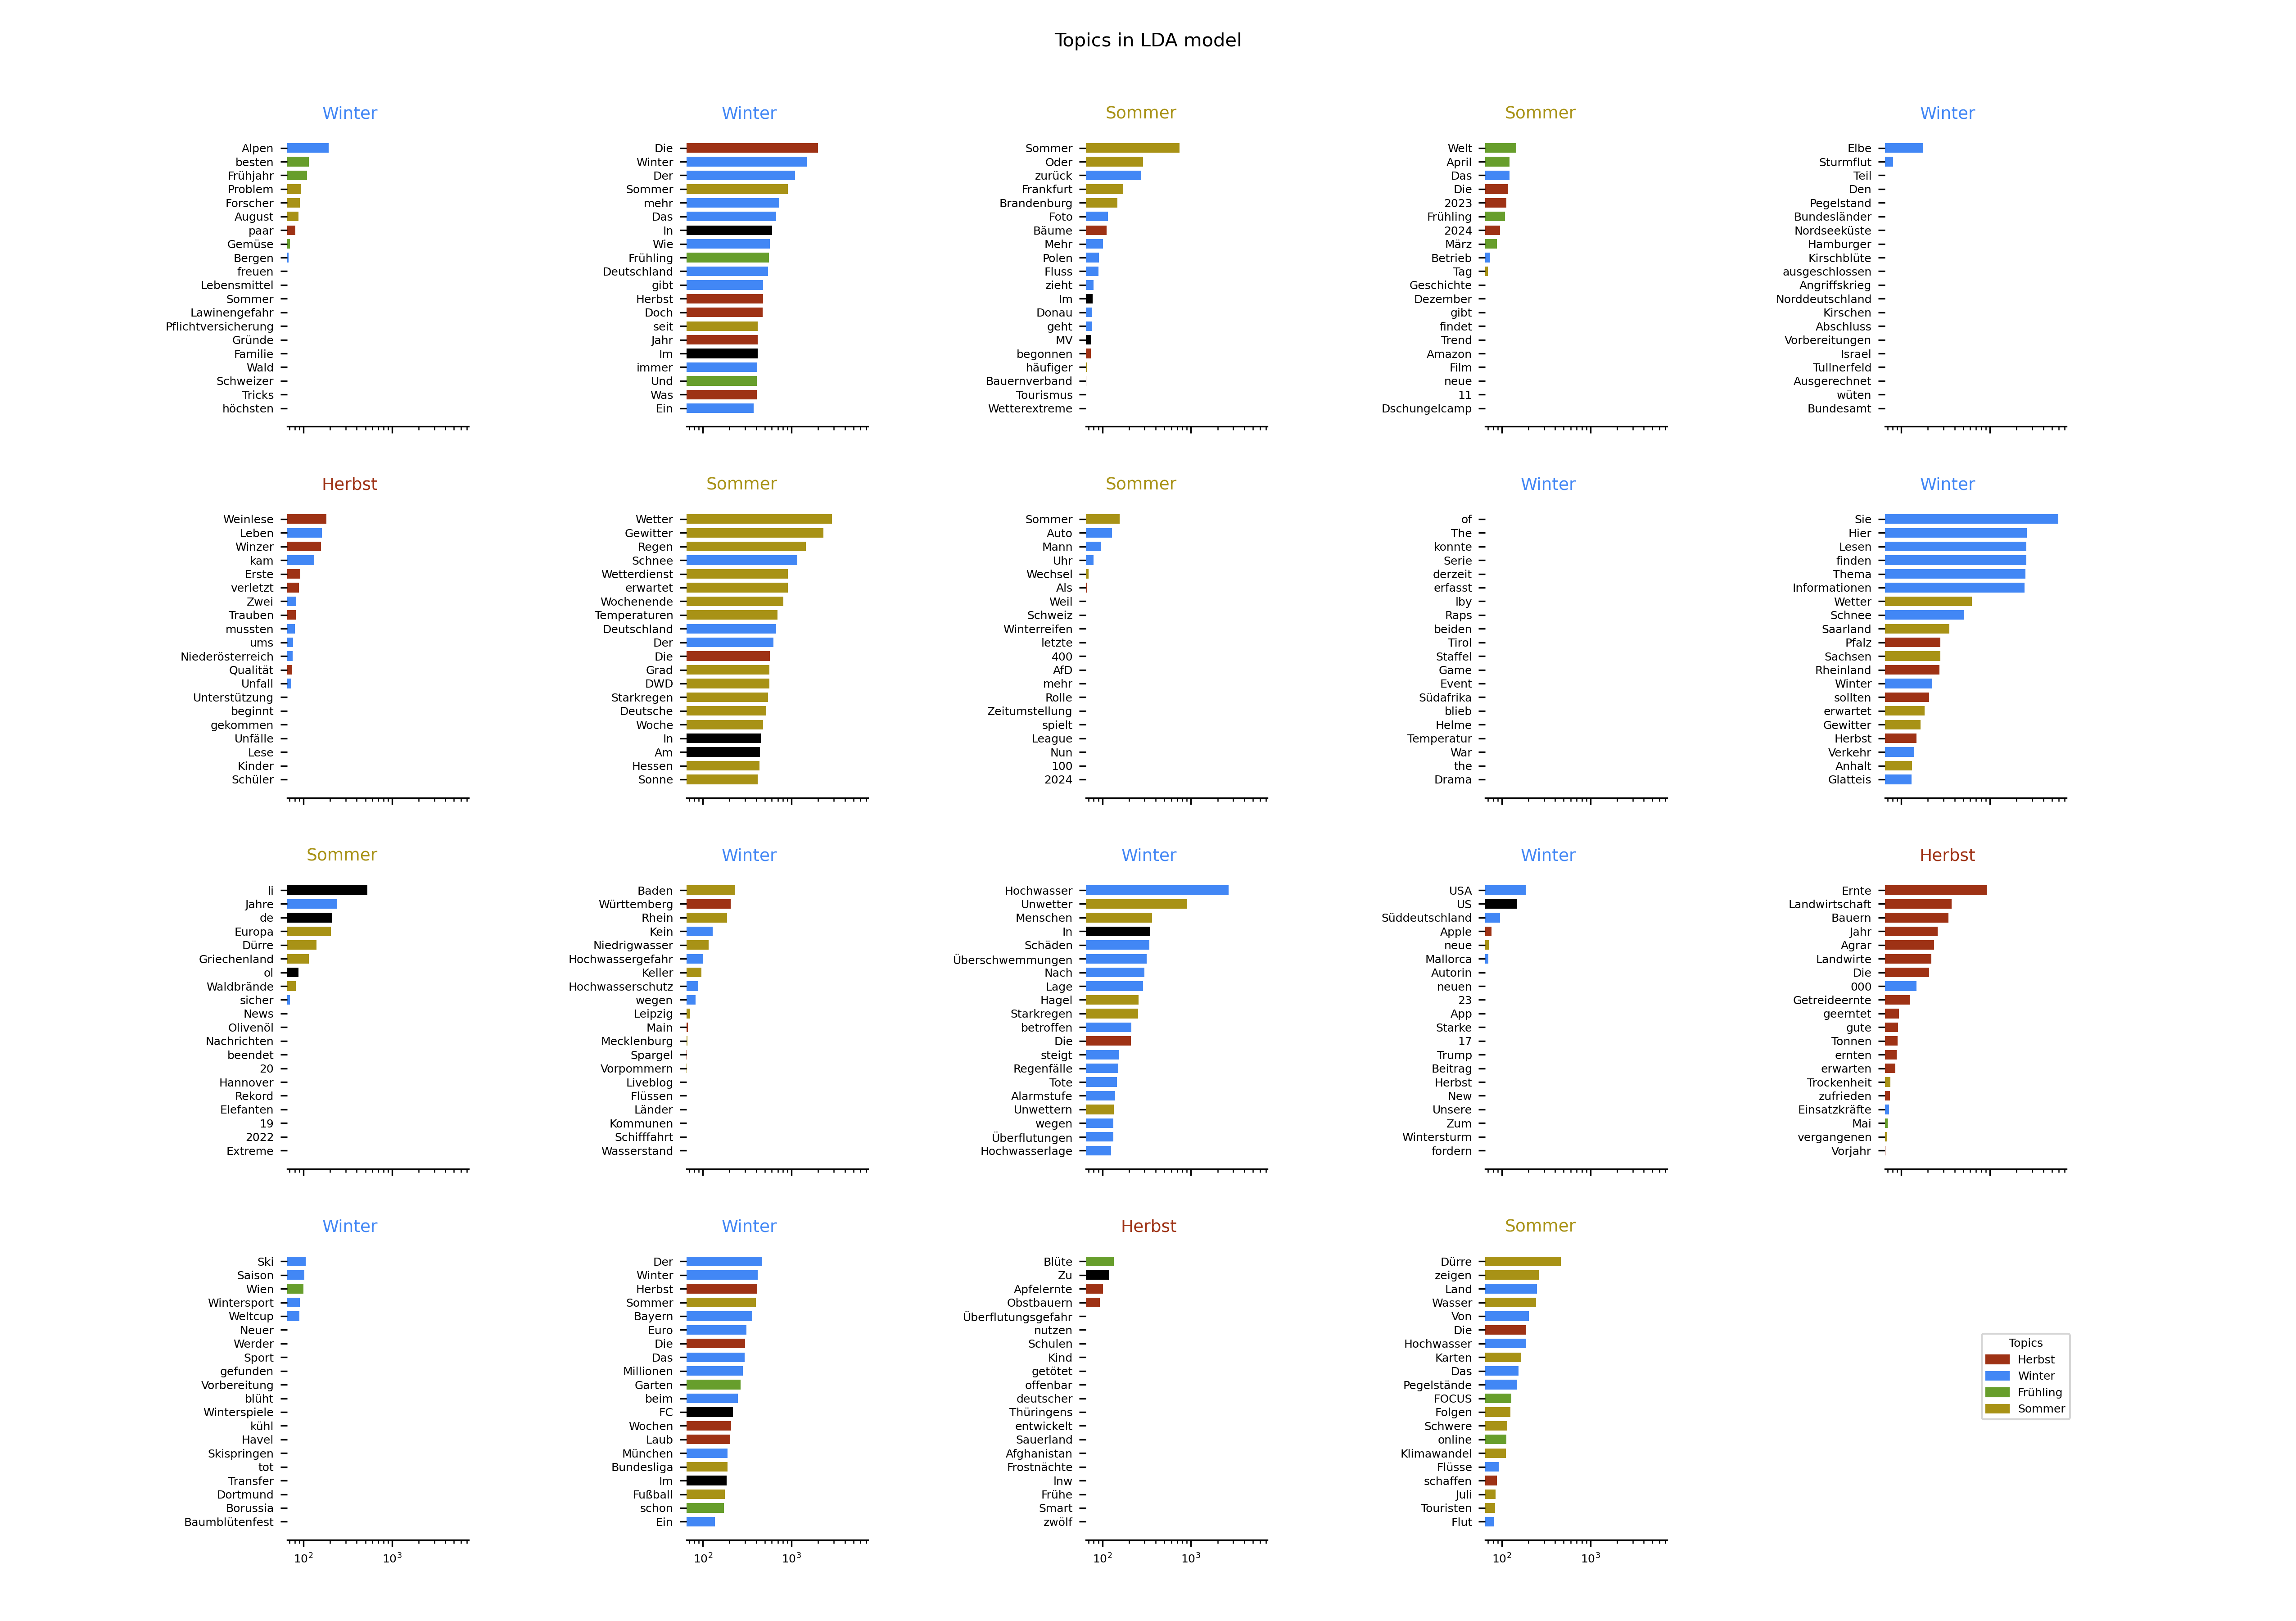 Topics in LDA model
Winter
Alpen
besten
Frühjahr
Problem
Forscher
August
paar
Gemüse
Bergen
freuen
Lebensmittel
Sommer
Lawinengefahr
Pflichtversicherung
Gründe
Familie
Wald
Schweizer
Tricks
höchsten
Winter
Die
Winter
Der
Sommer
mehr
Das
In
Wie
Frühling
Deutschland
gibt
Herbst
Doch
seit
Jahr
Im
immer
Und
Was
Ein
Sommer
Sommer
Oder
zurück
Frankfurt
Brandenburg
Foto
Bäume
Mehr
Polen
Fluss
zieht
Im
Donau
geht
MV
begonnen
häufiger
Bauernverband
Tourismus
Wetterextreme
Sommer
Welt
April
Das
Die
2023
Frühling
2024
März
Betrieb
Tag
Geschichte
Dezember
gibt
findet
Trend
Amazon
Film
neue
11
Dschungelcamp
Winter
Elbe
Sturmflut
Teil
Den
Pegelstand
Bundesländer
Nordseeküste
Hamburger
Kirschblüte
ausgeschlossen
Angriffskrieg
Norddeutschland
Kirschen
Abschluss
Vorbereitungen
Israel
Tullnerfeld
Ausgerechnet
wüten
Bundesamt
Herbst
Weinlese
Leben
Winzer
kam
Erste
verletzt
Zwei
Trauben
mussten
ums
Niederösterreich
Qualität
Unfall
Unterstützung
beginnt
gekommen
Unfälle
Lese
Kinder
Schüler
Sommer
Wetter
Gewitter
Regen
Schnee
Wetterdienst
erwartet
Wochenende
Temperaturen
Deutschland
Der
Die
Grad
DWD
Starkregen
Deutsche
Woche
In
Am
Hessen
Sonne
Sommer
Sommer
Auto
Mann
Uhr
Wechsel
Als
Weil
Schweiz
Winterreifen
letzte
400
AfD
mehr
Rolle
Zeitumstellung
spielt
League
Nun
100
2024
Winter
of
The
konnte
Serie
derzeit
erfasst
lby
Raps
beiden
Tirol
Staffel
Game
Event
Südafrika
blieb
Helme
Temperatur
War
the
Drama
Winter
Sie
Hier
Lesen
finden
Thema
Informationen
Wetter
Schnee
Saarland
Pfalz
Sachsen
Rheinland
Winter
sollten
erwartet
Gewitter
Herbst
Verkehr
Anhalt
Glatteis
Sommer
li
Jahre
de
Europa
Dürre
Griechenland
ol
Waldbrände
sicher
News
Olivenöl
Nachrichten
beendet
20
Hannover
Rekord
Elefanten
19
2022
Extreme
Winter
Baden
Württemberg
Rhein
Kein
Niedrigwasser
Hochwassergefahr
Keller
Hochwasserschutz
wegen
Leipzig
Main
Mecklenburg
Spargel
Vorpommern
Liveblog
Flüssen
Länder
Kommunen
Schifffahrt
Wasserstand
Winter
Hochwasser
Unwetter
Menschen
In
Schäden
Überschwemmungen
Nach
Lage
Hagel
Starkregen
betroffen
Die
steigt
Regenfälle
Tote
Alarmstufe
Unwettern
wegen
Überflutungen
Hochwasserlage
Winter
USA
US
Süddeutschland
Apple
neue
Mallorca
Autorin
neuen
23
App
Starke
17
Trump
Beitrag
Herbst
New
Unsere
Zum
Wintersturm
fordern
Herbst
Ernte
Landwirtschaft
Bauern
Jahr
Agrar
Landwirte
Die
000
Getreideernte
geerntet
gute
Tonnen
ernten
erwarten
Trockenheit
zufrieden
Einsatzkräfte
Mai
vergangenen
Vorjahr
Winter
Ski
Saison
Wien
Wintersport
Weltcup
Neuer
Werder
Sport
gefunden
Vorbereitung
blüht
Winterspiele
kühl
Havel
Skispringen
tot
Transfer
Dortmund
Borussia
Baumblütenfest
10² 10³
Winter
Der
Winter
Herbst
Sommer
Bayern
Euro
Die
Das
Millionen
Garten
beim
FC
Wochen
Laub
München
Bundesliga
Im
Fußball
schon
Ein
10² 10³
Herbst
Blüte
Zu
Apfelernte
Obstbauern
Überflutungsgefahr
nutzen
Schulen
Kind
getötet
offenbar
deutscher
Thüringens
entwickelt
Sauerland
Afghanistan
Frostnächte
lnw
Frühe
Smart
zwölf
10² 10³
Sommer
Dürre
zeigen
Land
Wasser
Von
Die
Hochwasser
Karten
Das
Pegelstände
FOCUS
Folgen
Schwere
online
Klimawandel
Flüsse
schaffen
Juli
Touristen
Flut
10² 10³
Topics
Herbst
Winter
Frühling
Sommer